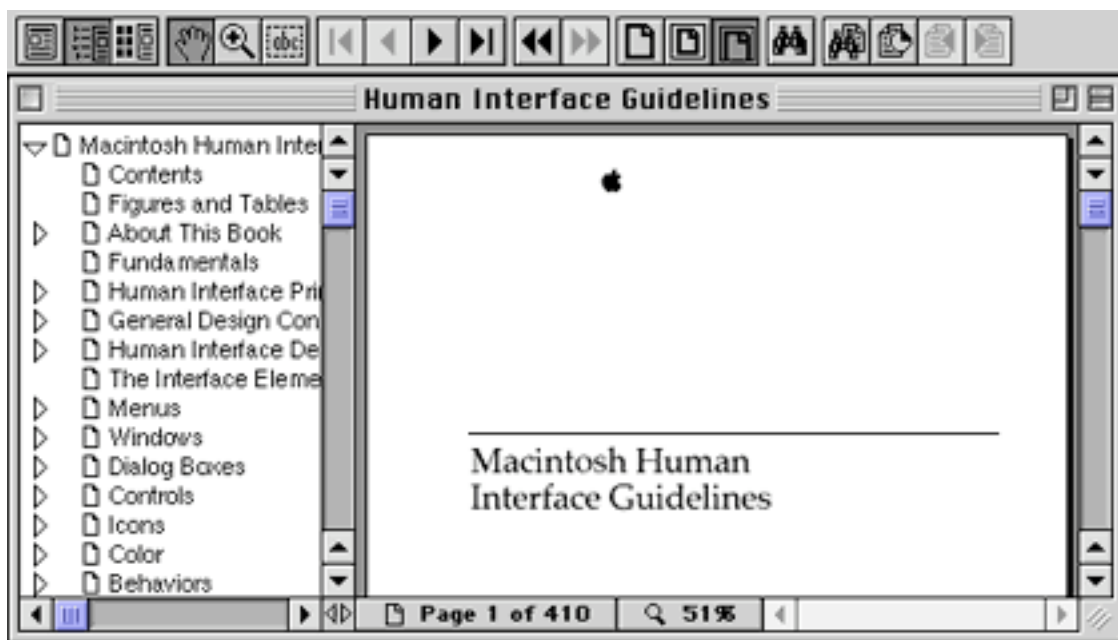 abc
Human Interface Guidelines
Macintosh Human Inte
Contents
Figures and Tables
About This Book
Fundamentals
Human Interface Pri
General Design Con
Human Interface De
The Interface Eleme
Menus
Windows
Dialog Boxes
Controls
Icons
Color
Behaviors
Macintosh Human
Interface Guidelines
Page 1 of 410
51%